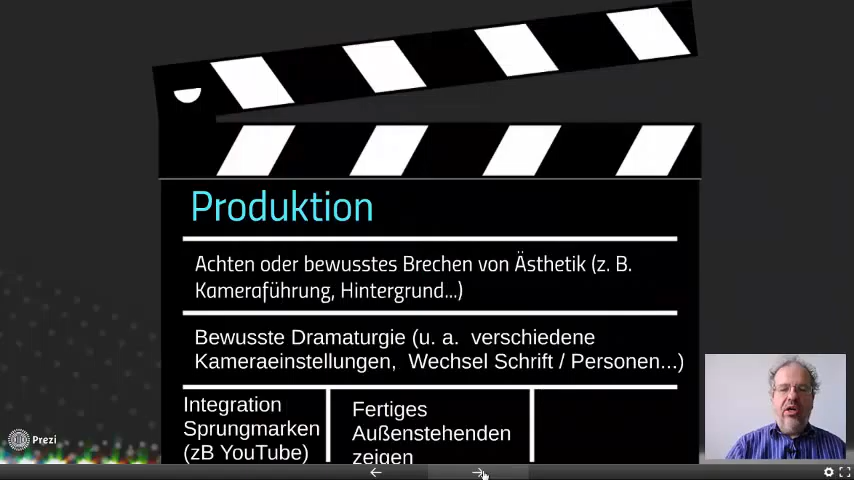 Produktion
Achten oder bewusstes Brechen von Ästhetik (z. B.
Kameraführung, Hintergrund...)
Bewusste Dramaturgie (u. a.  verschiedene
Kameraeinstellungen,  Wechsel Schrift / Personen...)
Integration
Sprungmarken
(zB YouTube)
Fertiges
Außenstehenden
zeigen
Prezi